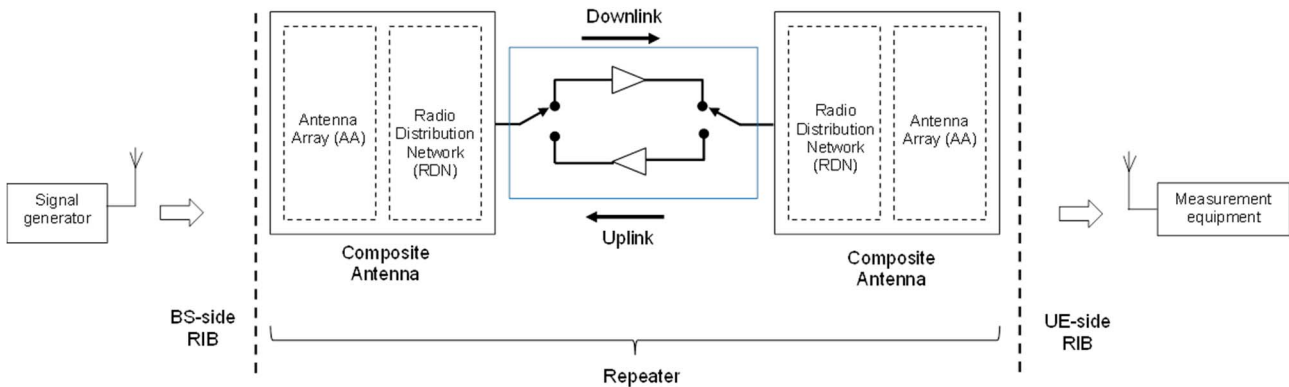 Downlink
Antenna
Array (AA)
Radio
Distribution
Network
(RDN)
Radio
Distribution
Network
(RDN)
Antenna
Array (AA)
Signal
generator
Measurement
equipment
Uplink
Composite
Antenna
Composite
Antenna
BS-side
RIB
UE-side
RIB
Repeater